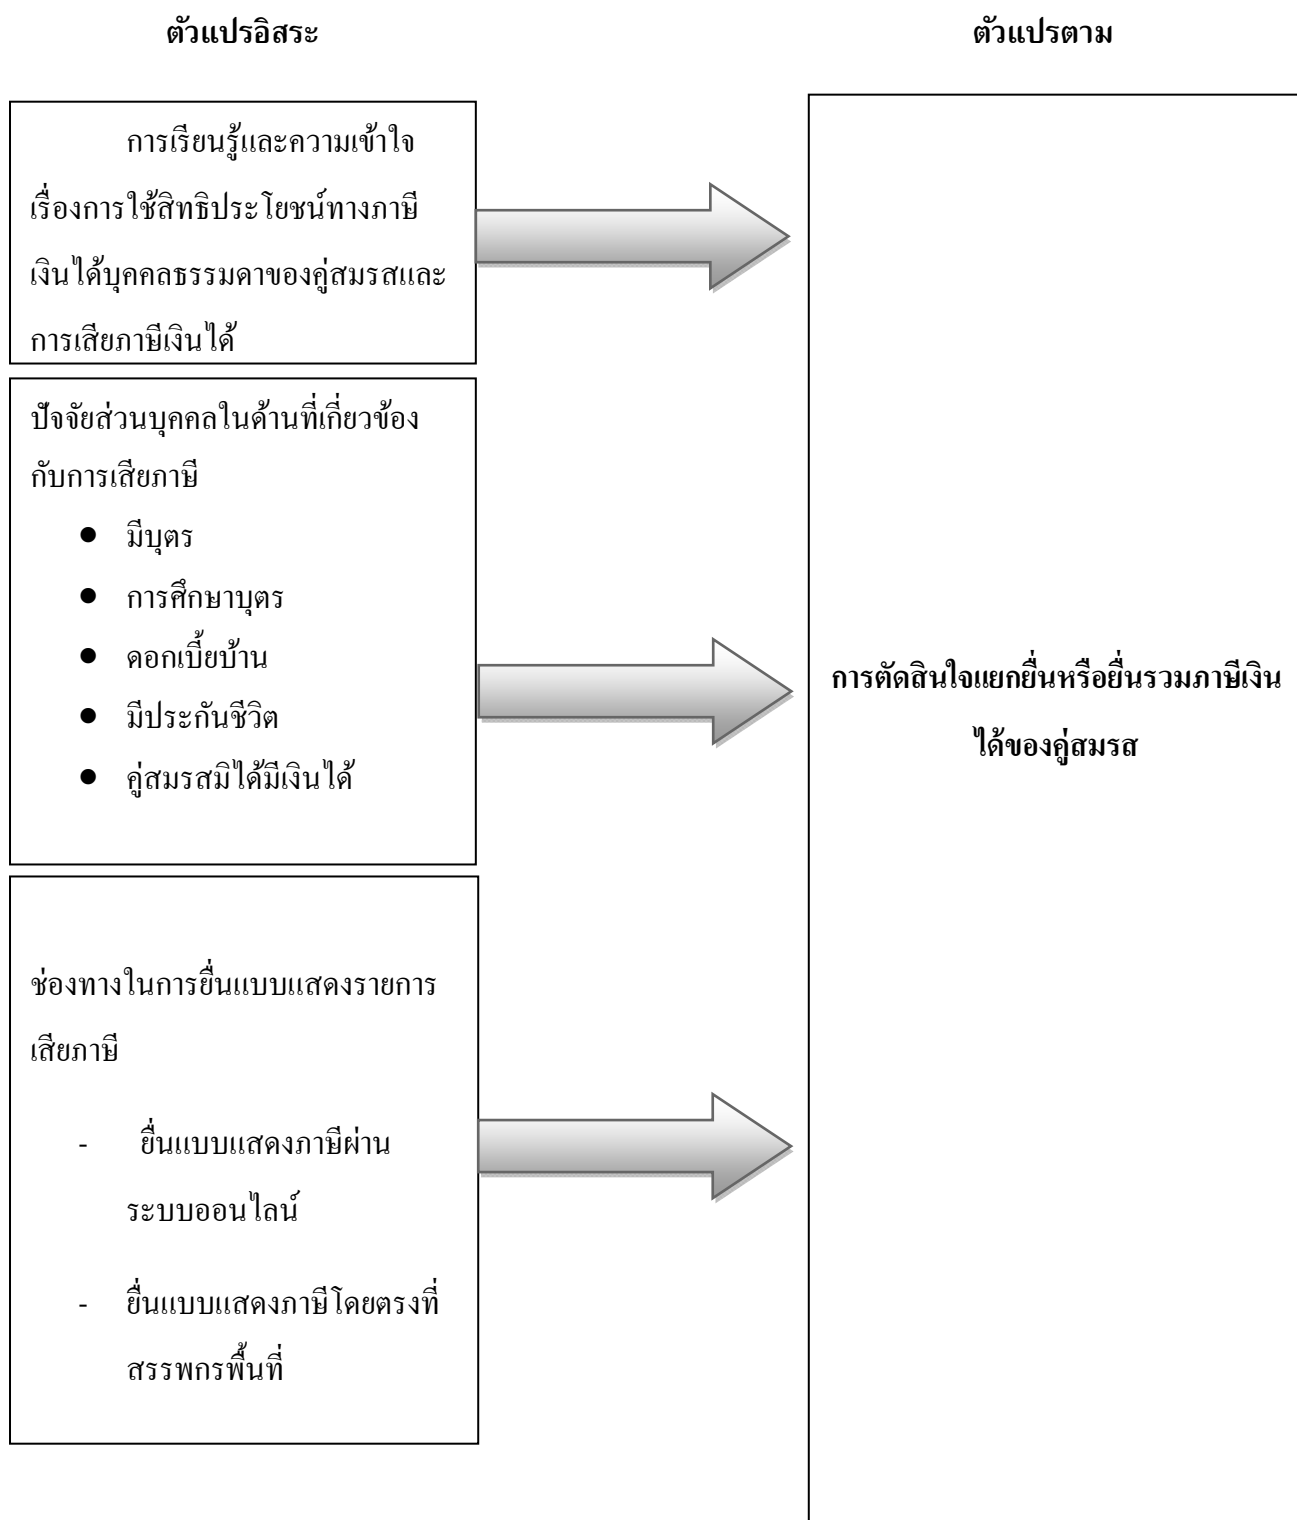 ตัวแปรอิสระ
ตัวแปรตาม
การเรียนรู้และความเข้าใจ
เรื่องการใช้สิทธิประโยชน์ทางภาษี
เงินได้บุคคลธรรมดาของคู่สมรสและ
การเสียภาษีเงินได้
ปัจจัยส่วนบุคคลในด้านที่เกี่ยวข้อง
กับการเสียภาษี
● มีบุตร
● การศึกษาบุตร
● ดอกเบี้ยบ้าน
● มีประกันชีวิต
● คู่สมรสมิได้มีเงินได้
ช่องทางในการยื่นแบบแสดงรายการ
เสียภาษี
- ยื่นแบบแสดงภาษีผ่าน
ระบบออนไลน์
- ยื่นแบบแสดงภาษีโดยตรงที่
สรรพกรพื้นที่
การตัดสินใจแยกยื่นหรือยื่นรวมภาษีเงิน
ได้ของคู่สมรส